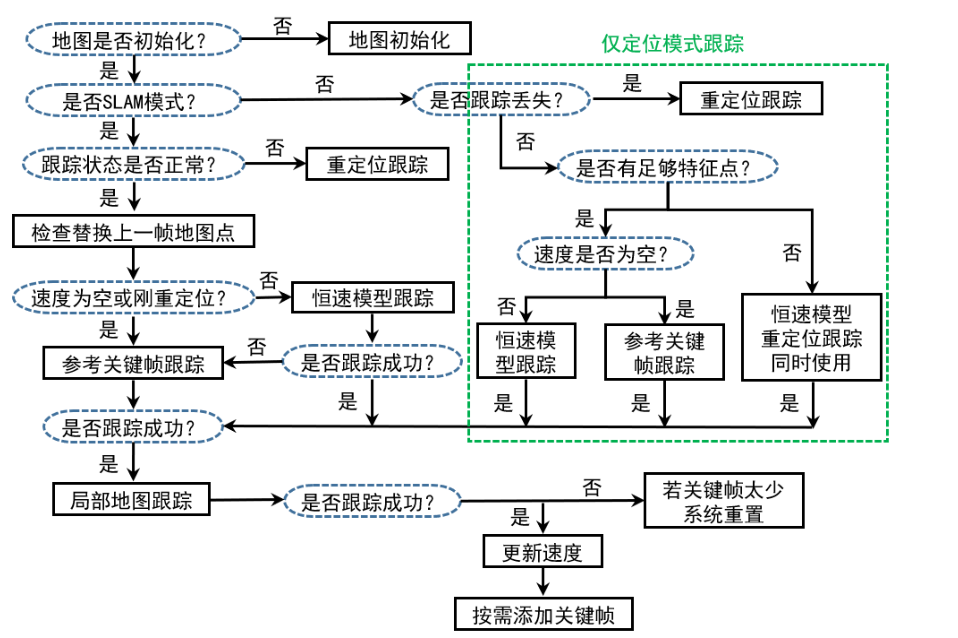 地图是否初始化?
否
地图初始化
仅定位模式跟踪
是
是否SLAM模式?
否
是否跟踪丢失?
是
重定位跟踪
是
跟踪状态是否正常?
否
重定位跟踪
否
是否有足够特征点?
是
检查替换上一帧地图点
是
速度是否为空?
否
速度为空或刚重定位?
否
恒速模型跟踪
否
是
恒速模型
重定位跟踪
同时使用
是
参考关键帧跟踪
否
是否跟踪成功?
恒速模
型跟踪
参考关键
帧跟踪
是
是
是
是
是否跟踪成功?
是
局部地图跟踪
是否跟踪成功?
否
若关键帧太少
系统重置
是
更新速度
按需添加关键帧